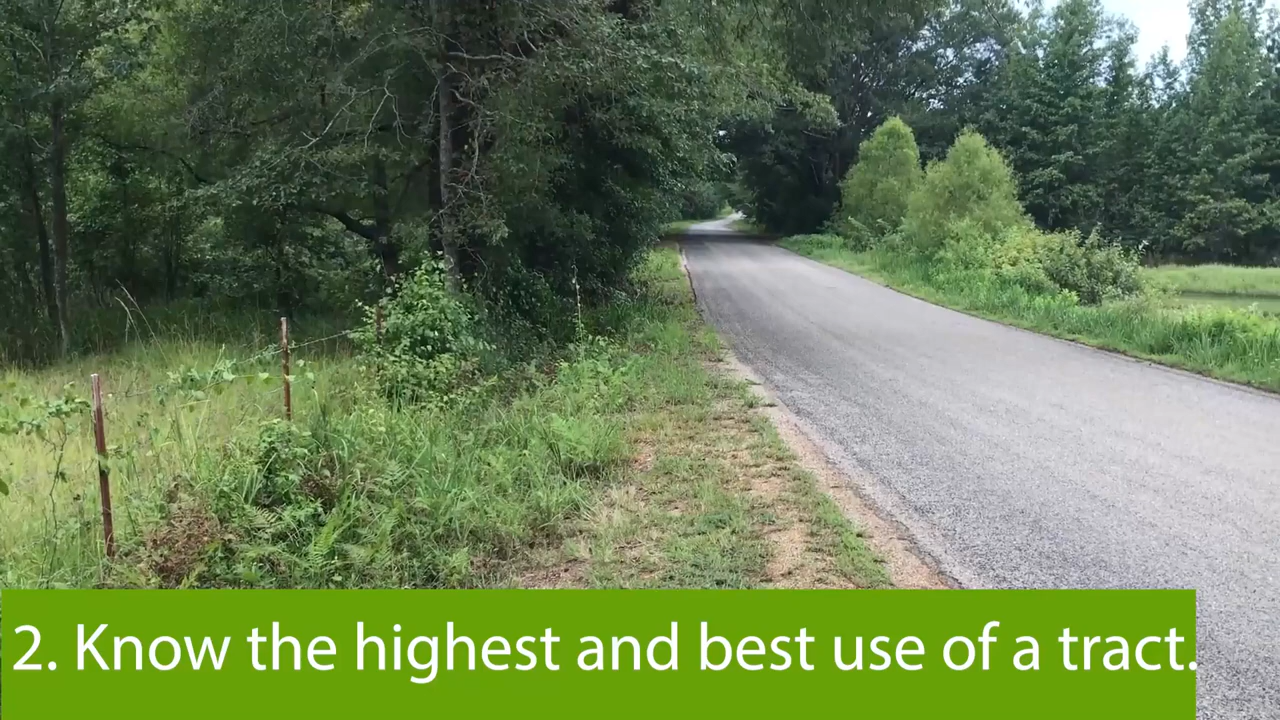 2. Know the highest and best use of a tract.